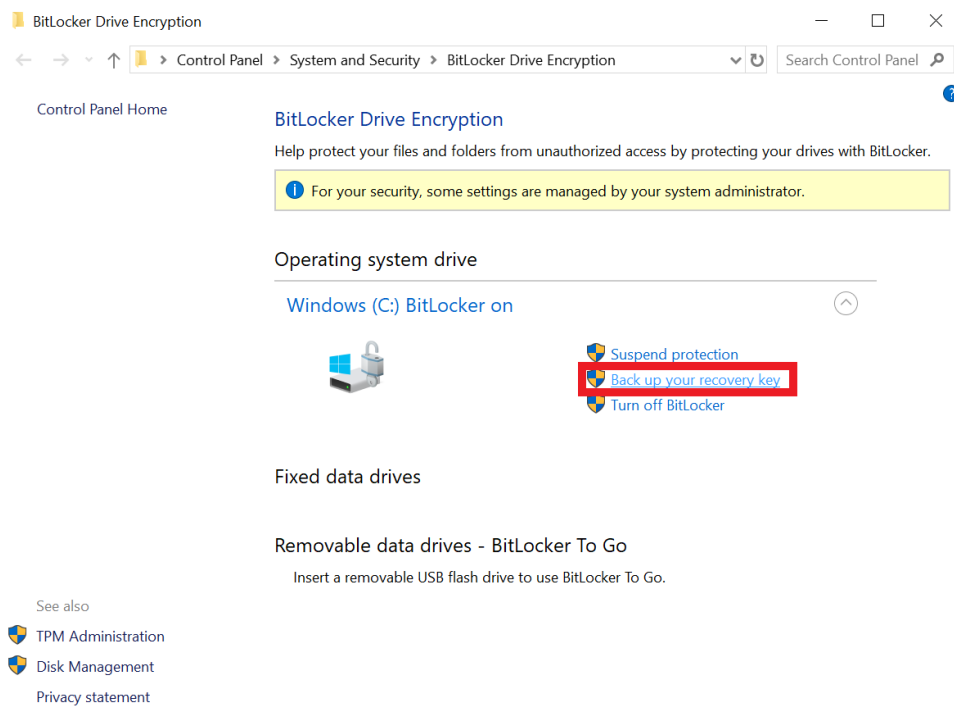 BitLocker Drive Encryption
Control Panel > System and Security > BitLocker Drive Encryption
Search Control Panel
Control Panel Home
?
BitLocker Drive Encryption
Help protect your files and folders from unauthorized access by protecting your drives with BitLocker.
For your security, some settings are managed by your system administrator.
Operating system drive
Windows (C:) BitLocker on
Suspend protection
Back up your recovery key
Turn off BitLocker
Fixed data drives
Removable data drives - BitLocker To Go
Insert a removable USB flash drive to use BitLocker To Go.
See also
TPM Administration
Disk Management
Privacy statement